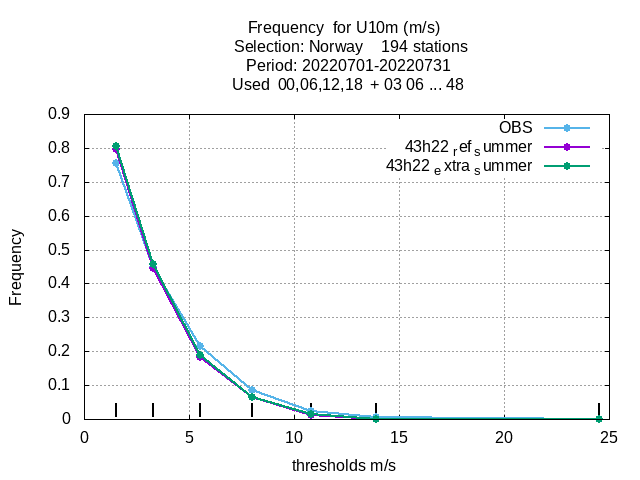 Frequency  for U10m (m/s)
Selection: Norway    194 stations
Period: 20220701-20220731
Used  00,06,12,18  + 03 06 ... 48
OBS
43h22 ref summer
43h22 extra summer
0.9
0.8
0.7
0.6
0.5
0.4
0.3
0.2
0.1
0
Frequency
0 5 10 15 20 25
thresholds m/s